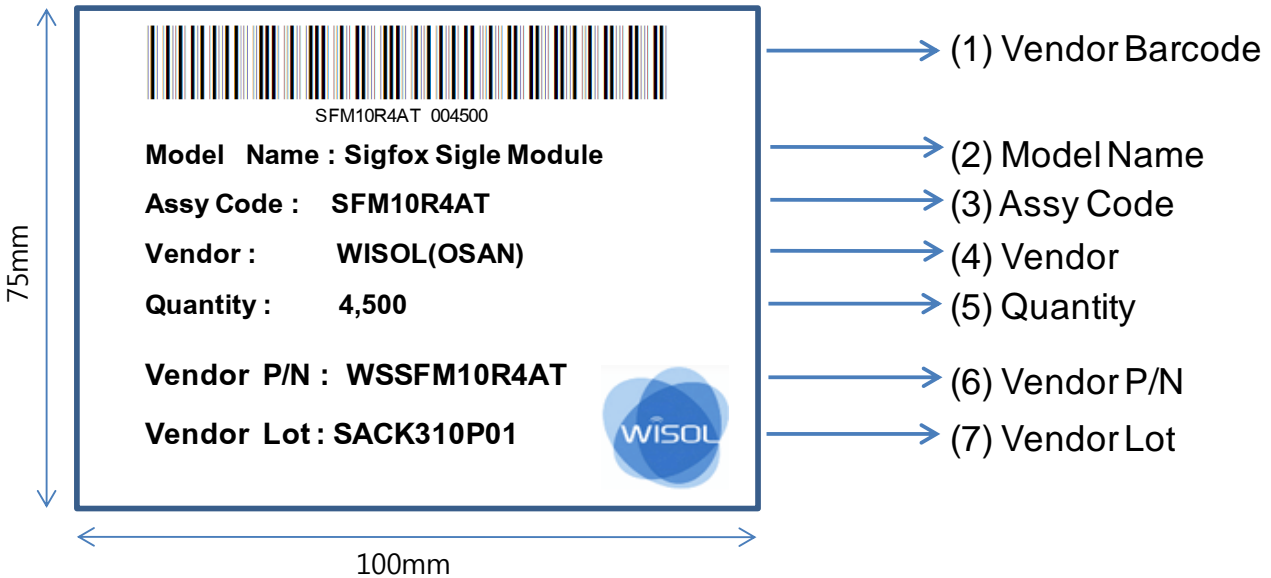 (1) Vendor Barcode
SFM10R4AT 004500
Model Name : Sigfox Sigle Module
(2) Model Name
Assy Code : SFM10R4AT
(3) Assy Code
Vendor : WISOL(OSAN)
(4) Vendor
Quantity : 4,500
(5) Quantity
Vendor P/N : WSSFM10R4AT
(6) Vendor P/N
Vendor Lot : SACK310P01
(7) Vendor Lot
WISOL
75mm
100mm